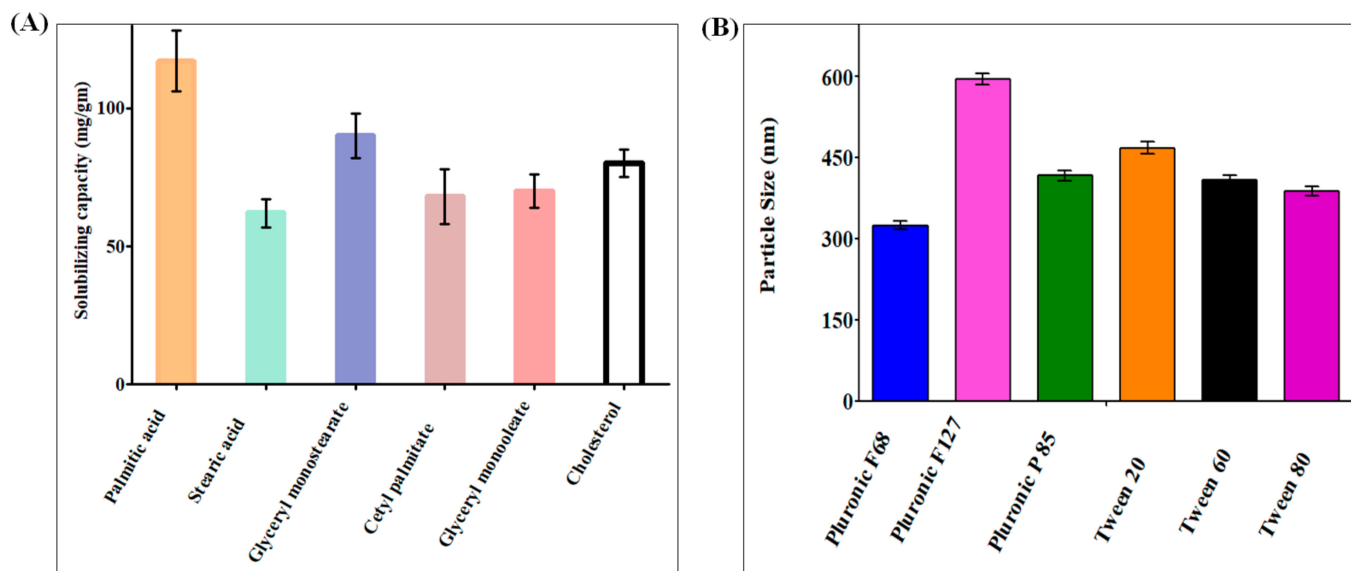 (A)
Solubilizing capacity (mg/gm)
100
50
0
Palmitic acid
Stearic acid
Glyceryl monostearate
Cetyl palmitate
Glyceryl monooleate
Cholesterol
(B)
Particle Size (nm)
600
450
300
150
0
Pluronic F68
Pluronic F127
Pluronic P 85
Tween 20
Tween 60
Tween 80